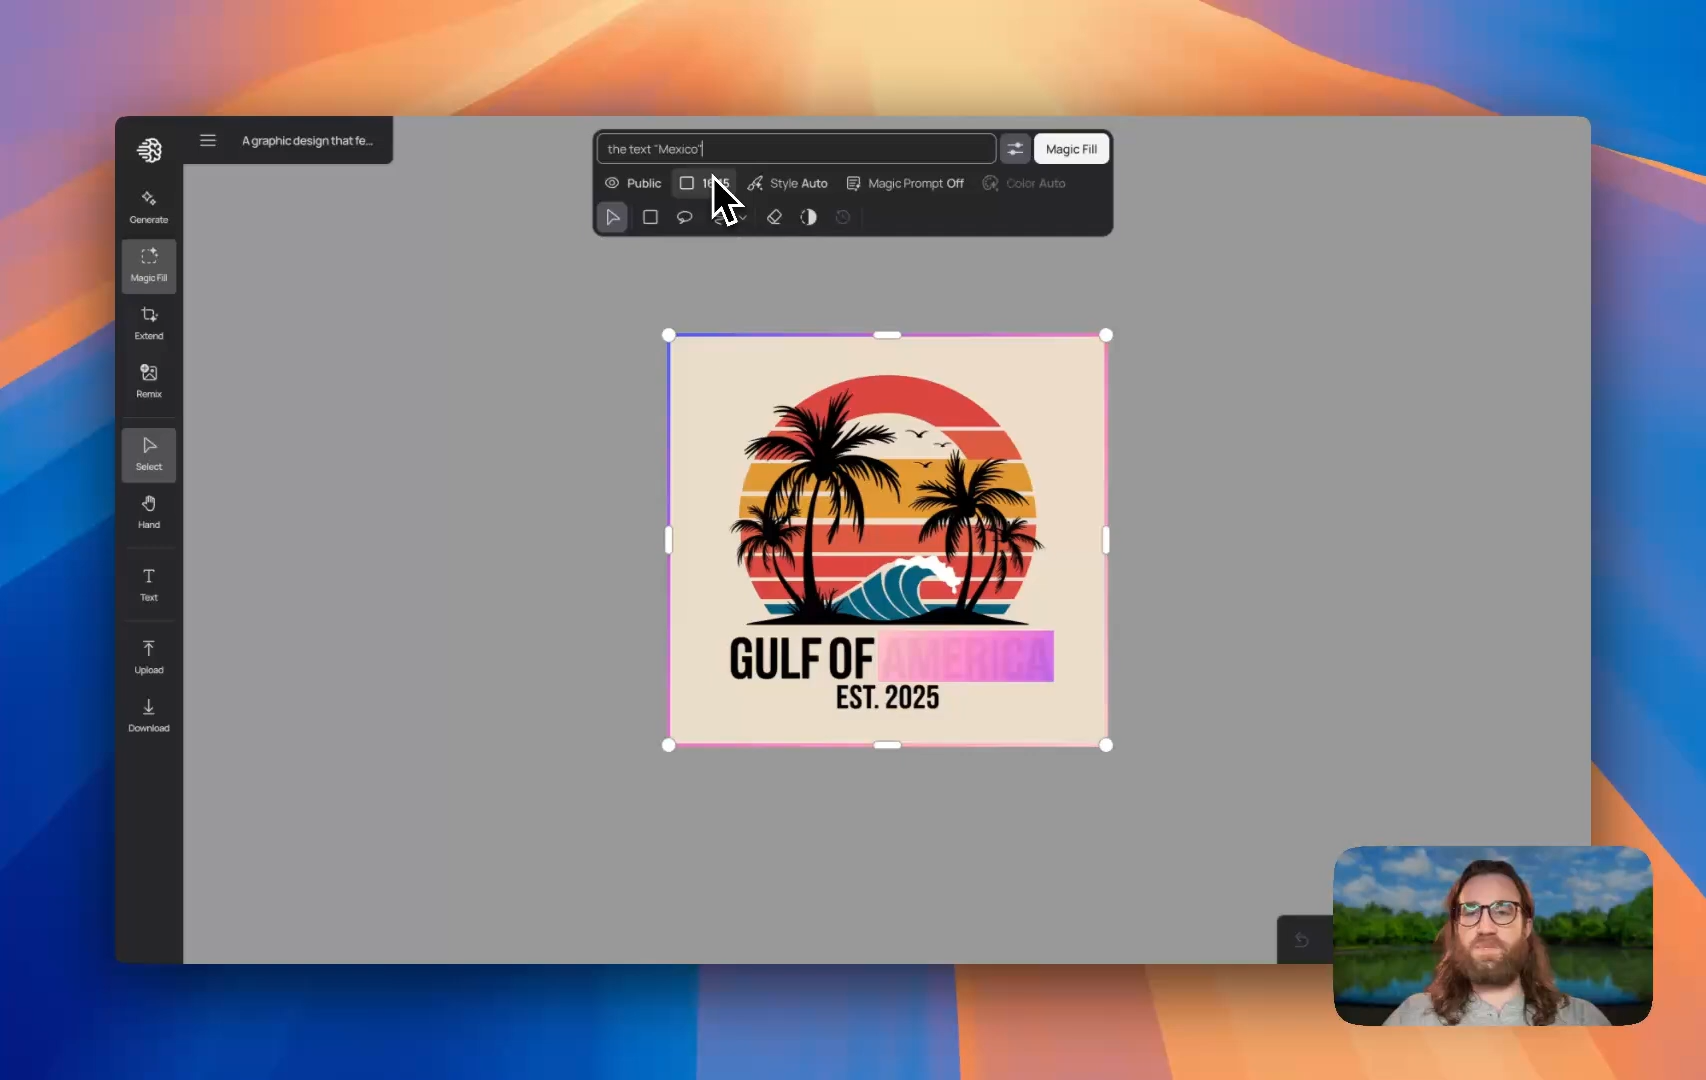 A graphic design that fe...
the text "Mexico"
Magic Fill
Public
Style Auto
Magic Prompt Off
Color Auto
Generate
Magic Fill
Extend
Remix
Select
Hand
Text
Upload
Download
GULF OF AMERICA
EST. 2025